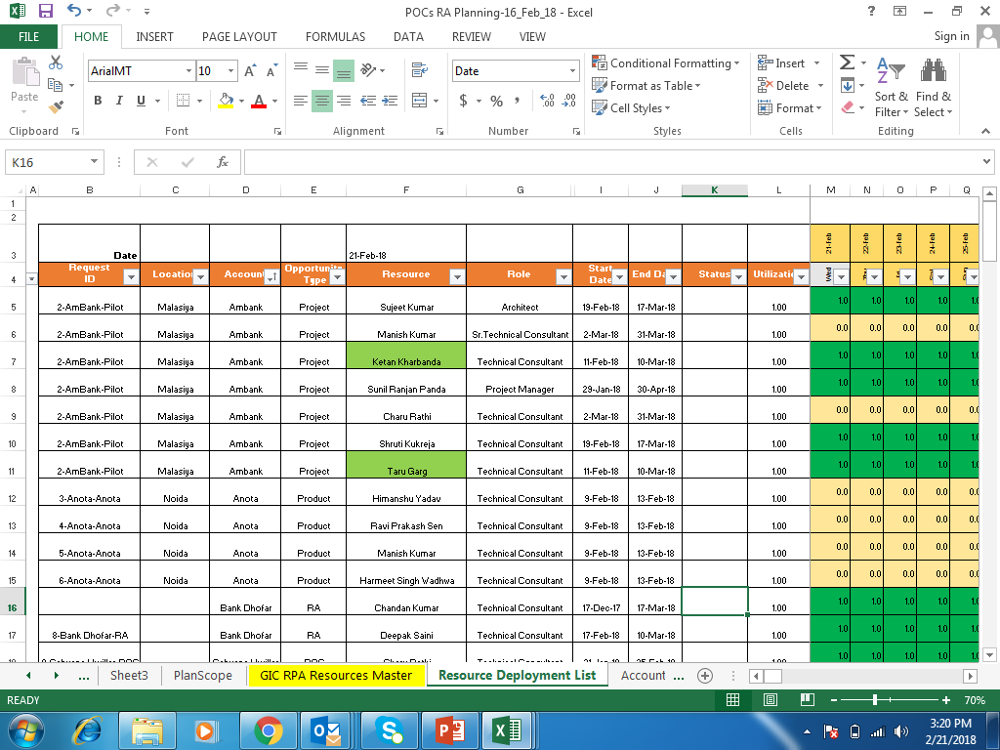 POCs RA Planning-16_Feb_18 - Excel
FILE HOME INSERT PAGE LAYOUT FORMULAS DATA REVIEW VIEW Sign in
ArialMT 10 Date Conditional Formatting Insert
Paste B I U $ % , Format as Table Delete Sort & Find &
Cell Styles Format Filter Select
Clipboard Font Alignment Number Styles Cells Editing
K16
A B C D E F G I J K L M N O P Q
1
2
3 Date 21-Feb-18 21-Feb 22-Feb 23-Feb 24-Feb 25-Feb
4 Request ID Location Accoun Opportunity Type Resource Role Start Date End Da Status Utilizatio Wed
5 2-AmBank-Pilot Malasiya Ambank Project Sujeet Kumar Architect 19-Feb-18 17-Mar-18 1.00 1.0 1.0 1.0 1.0 1.0
6 2-AmBank-Pilot Malasiya Ambank Project Manish Kumar Sr.Technical Consultant 2-Mar-18 31-Mar-18 1.00 0.0 0.0 0.0 0.0 0.0
7 2-AmBank-Pilot Malasiya Ambank Project Ketan Kharbanda Technical Consultant 11-Feb-18 10-Mar-18 1.00 1.0 1.0 1.0 1.0 1.0
8 2-AmBank-Pilot Malasiya Ambank Project Sunil Ranjan Panda Project Manager 29-Jan-18 30-Apr-18 1.00 1.0 1.0 1.0 1.0 1.0
9 2-AmBank-Pilot Malasiya Ambank Project Charu Rathi Technical Consultant 2-Mar-18 31-Mar-18 1.00 0.0 0.0 0.0 0.0 0.0
10 2-AmBank-Pilot Malasiya Ambank Project Shruti Kukreja Technical Consultant 19-Feb-18 17-Mar-18 1.00 1.0 1.0 1.0 1.0 1.0
11 2-AmBank-Pilot Malasiya Ambank Project Taru Garg Technical Consultant 11-Feb-18 10-Mar-18 1.00 1.0 1.0 1.0 1.0 1.0
12 3-Anota-Anota Noida Anota Product Himanshu Yadav Technical Consultant 9-Feb-18 13-Feb-18 1.00 0.0 0.0 0.0 0.0 0.0
13 4-Anota-Anota Noida Anota Product Ravi Prakash Sen Technical Consultant 9-Feb-18 13-Feb-18 1.00 0.0 0.0 0.0 0.0 0.0
14 5-Anota-Anota Noida Anota Product Manish Kumar Technical Consultant 9-Feb-18 13-Feb-18 1.00 0.0 0.0 0.0 0.0 0.0
15 6-Anota-Anota Noida Anota Product Harmeet Singh Wadhwa Technical Consultant 9-Feb-18 13-Feb-18 1.00 0.0 0.0 0.0 0.0 0.0
16 Bank Dhofar RA Chandan Kumar Technical Consultant 17-Dec-17 17-Mar-18 1.00 1.0 1.0 1.0 1.0 1.0
17 8-Bank Dhofar-RA Bank Dhofar RA Deepak Saini Technical Consultant 17-Feb-18 10-Mar-18 1.00 1.0 1.0 1.0 1.0 1.0
... Sheet3 PlanScope GIC RPA Resources Master Resource Deployment List Account ...
READY 70%
3:20 PM
2/21/2018